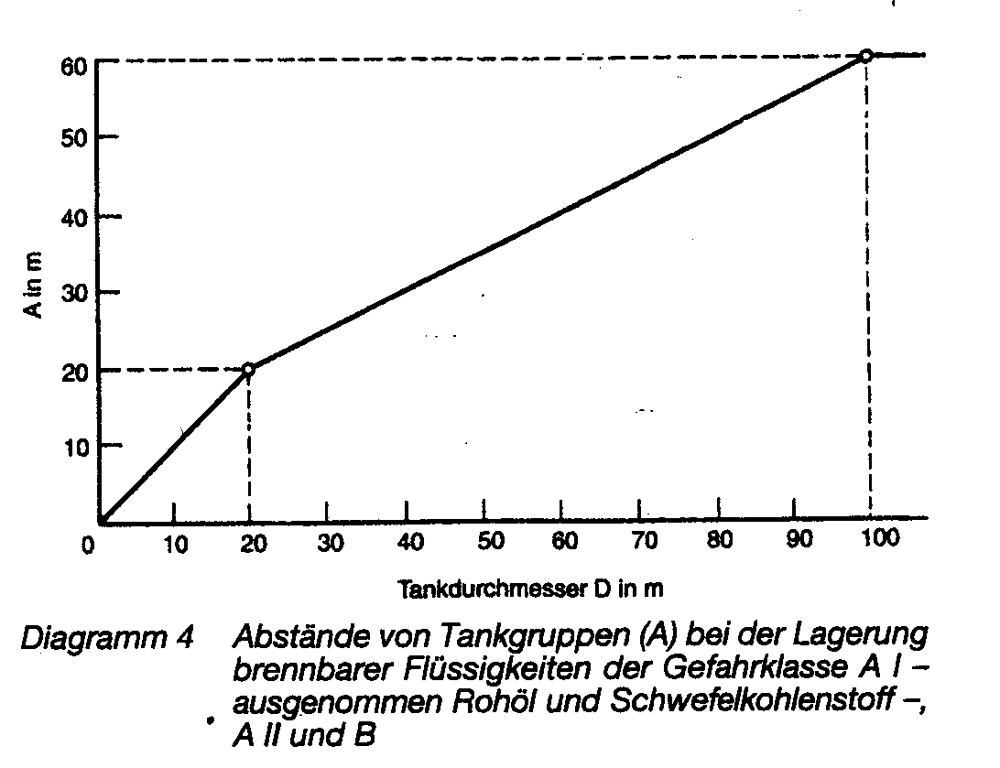 60
50
40
30
20
10
A in m
0 10 20 30 40 50 60 70 80 90 100
Tankdurchmesser D in m
Diagramm 4 Abstände von Tankgruppen (A) bei der Lagerung
brennbarer Flüssigkeiten der Gefahrklasse A I –
ausgenommen Rohöl und Schwefelkohlenstoff –,
A II und B